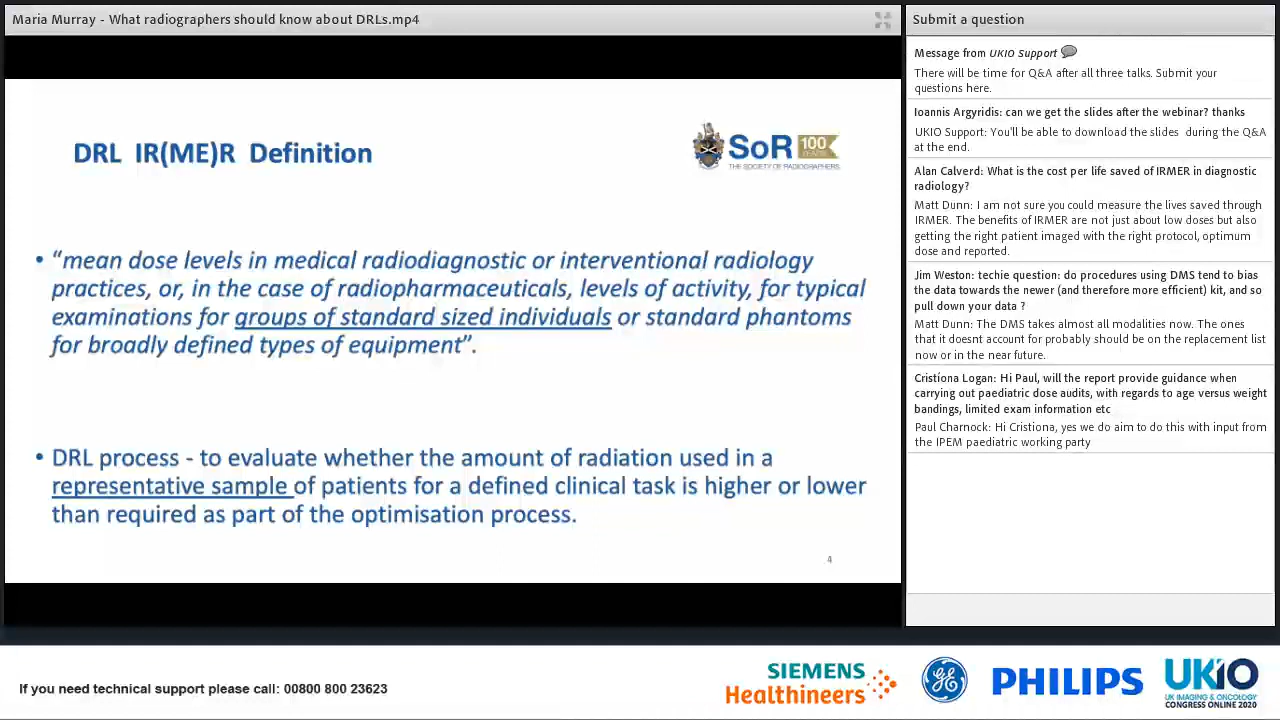 Maria Murray - What radiographers should know about DRLs.mp4
DRL IR(ME)R Definition
SoR
100
YEARS
THE SOCIETY OF RADIOGRAPHERS
• “mean dose levels in medical radiodiagnostic or interventional radiology
practices, or, in the case of radiopharmaceuticals, levels of activity, for typical
examinations for groups of standard sized individuals or standard phantoms
for broadly defined types of equipment”.
• DRL process - to evaluate whether the amount of radiation used in a
representative sample of patients for a defined clinical task is higher or lower
than required as part of the optimisation process.
4
Submit a question
Message from UKIO Support
There will be time for Q&A after all three talks. Submit your
questions here.
Ioannis Argyridis: can we get the slides after the webinar? thanks
UKIO Support: You'll be able to download the slides during the Q&A
at the end.
Alan Calverd: What is the cost per life saved of IRMER in diagnostic
radiology?
Matt Dunn: I am not sure you could measure the lives saved through
IRMER. The benefits of IRMER are not just about low doses but also
getting the right patient imaged with the right protocol, optimum
dose and reported.
Jim Weston: techie question: do procedures using DMS tend to bias
the data towards the newer (and therefore more efficient) kit, and so
pull down your data ?
Matt Dunn: The DMS takes almost all modalities now. The ones
that it doesnt account for probably should be on the replacement list
now or in the near future.
Cristíona Logan: Hi Paul, will the report provide guidance when
carrying out paediatric dose audits, with regards to age versus weight
bandings, limited exam information etc
Paul Charnock: Hi Cristiona, yes we do aim to do this with input from
the IPEM paediatric working party
If you need technical support please call: 00800 800 23623
SIEMENS
Healthineers
GE
PHILIPS
UKIO
UK IMAGING & ONCOLOGY
CONGRESS ONLINE 2020